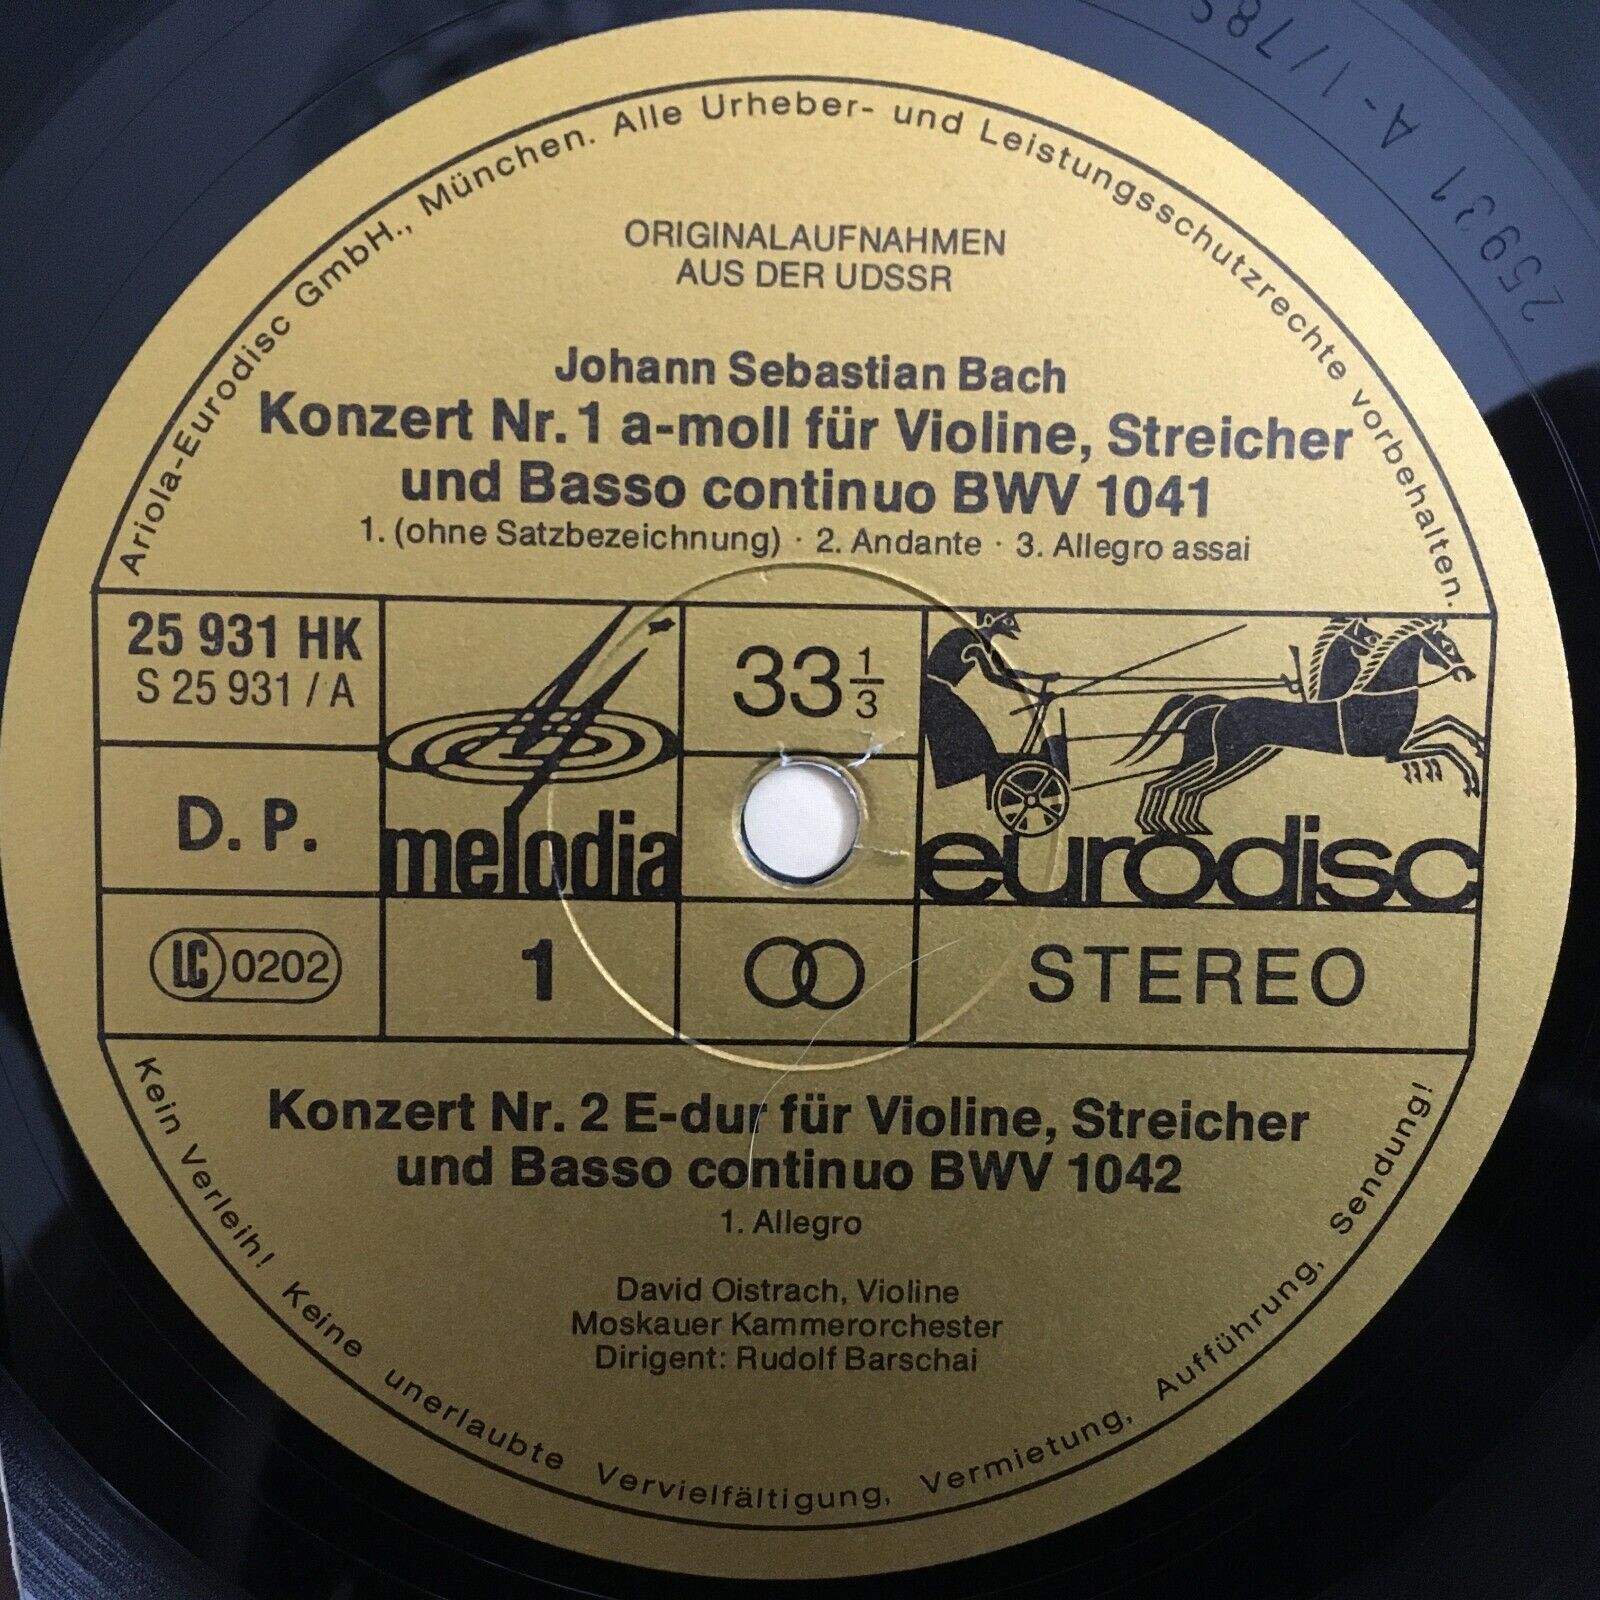 Ariola-Eurodisc GmbH., München. Alle Urheber- und Leistungsschutzrechte vorbehalten.
ORIGINALAUFNAHMEN
AUS DER UDSSR
Johann Sebastian Bach
Konzert Nr. 1 a-moll für Violine, Streicher
und Basso continuo BWV 1041
1. (ohne Satzbezeichnung) · 2. Andante · 3. Allegro assai
25 931 HK
S 25 931 / A
33 1/3
D. P.
melodia
eurodisc
LC 0202
1
STEREO
Konzert Nr. 2 E-dur für Violine, Streicher
und Basso continuo BWV 1042
1. Allegro
David Oistrach, Violine
Moskauer Kammerorchester
Dirigent: Rudolf Barschai
Kein Verleih! Keine unerlaubte Vervielfältigung, Vermietung, Aufführung, Sendung!
25931 A-1/78S